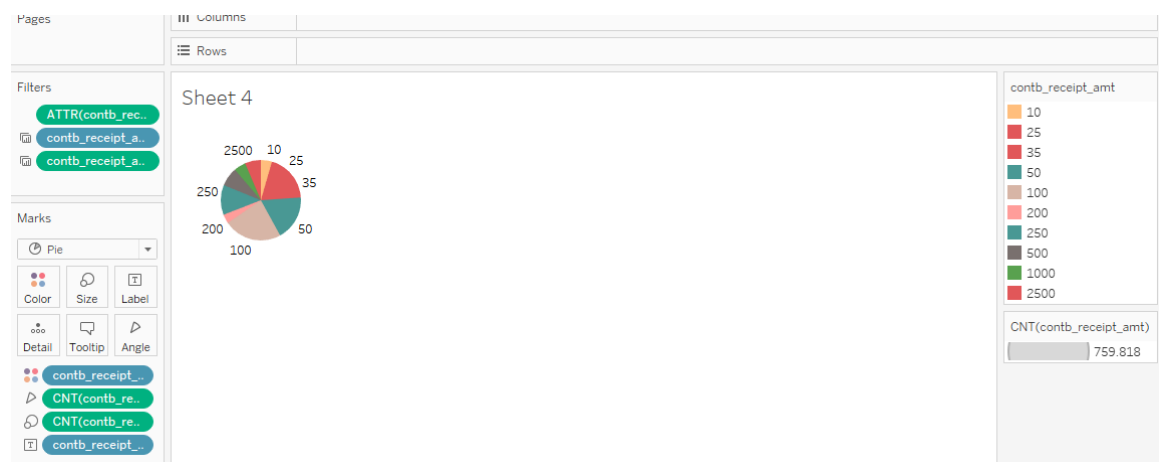 Pages
Columns
Rows
Filters
ATTR(contb_rec..
contb_receipt_a..
contb_receipt_a..
Marks
Pie
Color
Size
T
Label
Detail
Tooltip
Angle
contb_receipt_..
CNT(contb_re..
CNT(contb_re..
T
contb_receipt_..
Sheet 4
2500
10
25
35
250
200
50
100
contb_receipt_amt
10
25
35
50
100
200
250
500
1000
2500
CNT(contb_receipt_amt)
759.818